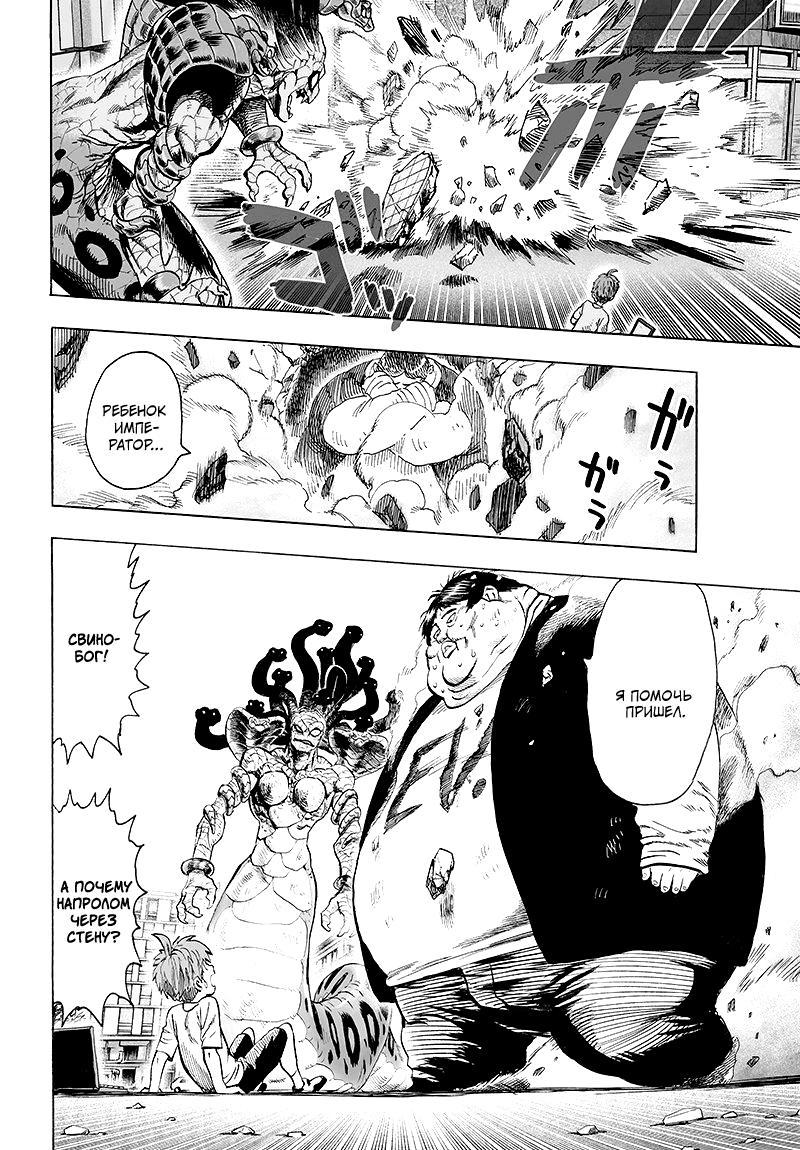 РЕБЕНОК
ИМПЕ-
РАТОР...
ガラ
ガラ
Я ПОМОЧЬ
ПРИШЕЛ.
СВИНО-
БОГ!
А ПОЧЕМУ
НАПРОЛОМ
ЧЕРЕЗ
СТЕНУ?